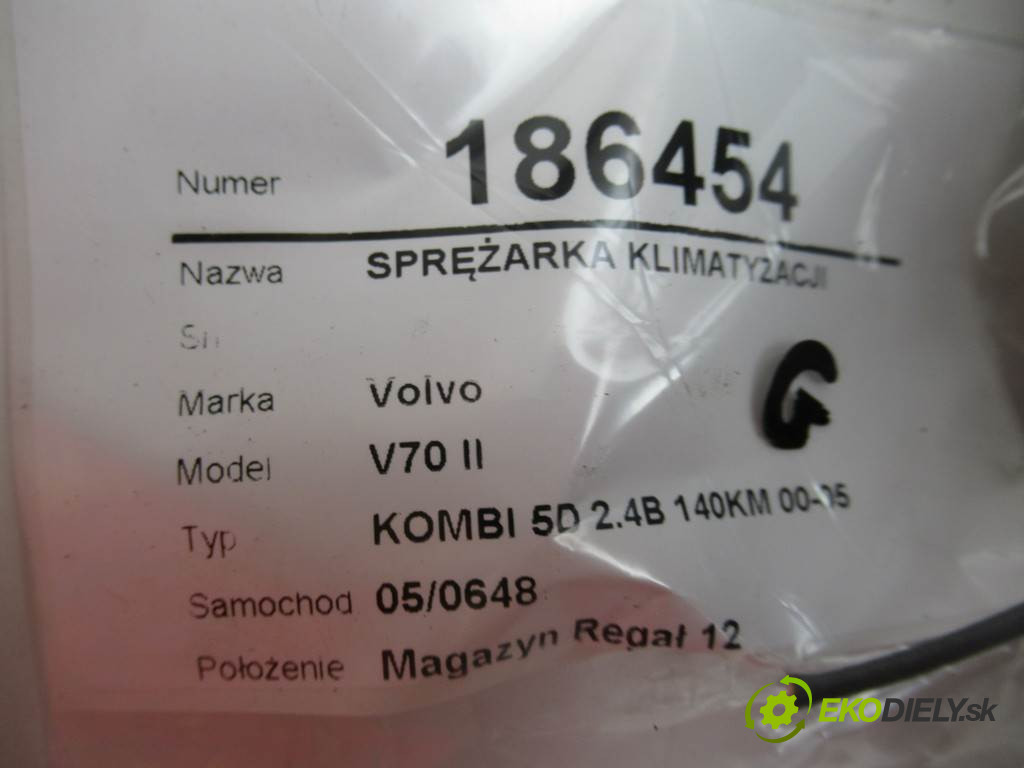 Numer 186454
Nazwa SPRĘŻARKA KLIMATYZACJI
Sn
Marka Volvo
G
Model V70 II
Typ KOMBI 5D 2.4B 140KM 00-05
Samochod 05/0648
Położenie Magazyn Regał 12
EKODIELY.sk